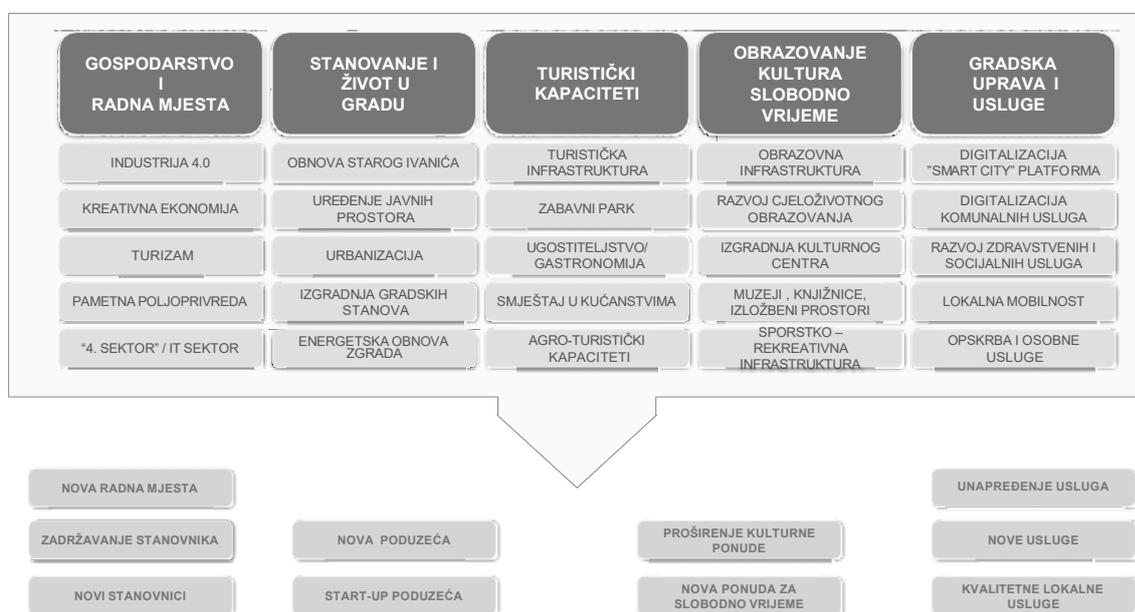 GOSPODARSTVO
I
RADNA MJESTA
STANOVANJE I
ŽIVOT U
GRADU
TURISTIČKI
KAPACITETI
OBRAZOVANJE
KULTURA
SLOBODNO
VRIJEME
GRADSKA
UPRAVA I
USLUGE
INDUSTRIJA 4.0
OBNOVA STAROG IVANIĆA
TURISTIČKA
INFRASTRUKTURA
OBRAZOVNA
INFRASTRUKTURA
DIGITALIZACIJA
"SMART CITY" PLATFORMA
KREATIVNA EKONOMIJA
UREĐENJE JAVNIH
PROSTORA
ZABAVNI PARK
RAZVOJ CJELOŽIVOTNOG
OBRAZOVANJA
DIGITALIZACIJA
KOMUNALNIH USLUGA
TURIZAM
URBANIZACIJA
UGOSTITELJSTVO/
GASTRONOMIJA
IZGRADNJA KULTURNOG
CENTRA
RAZVOJ ZDRAVSTVENIH I
SOCIJALNIH USLUGA
PAMETNA POLJOPRIVREDA
IZGRADNJA GRADSKIH
STANOVA
SMJEŠTAJ U KUĆANSTVIMA
MUZEJI , KNJIŽNICE,
IZLOŽBENI PROSTORI
LOKALNA MOBILNOST
“4. SEKTOR” / IT SEKTOR
ENERGETSKA OBNOVA
ZGRADA
AGRO-TURISTIČKI
KAPACITETI
SPORSTKO –
REKREATIVNA
INFRASTRUKTURA
OPSKRBA I OSOBNE
USLUGE
NOVA RADNA MJESTA
UNAPREĐENJE USLUGA
ZADRŽAVANJE STANOVNIKA
NOVA PODUZEĆA
PROŠIRENJE KULTURNE
PONUDE
NOVE USLUGE
NOVI STANOVNICI
START-UP PODUZEĆA
NOVA PONUDA ZA
SLOBODNO VRIJEME
KVALITETNE LOKALNE
USLUGE